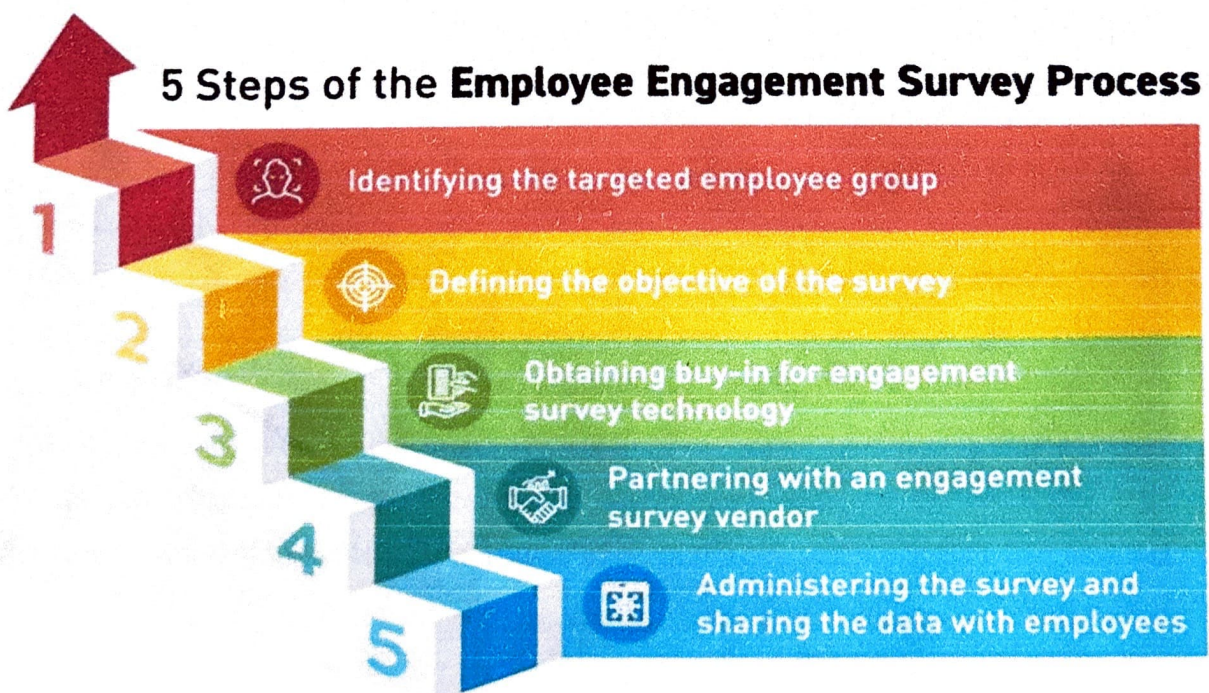 5 Steps of the Employee Engagement Survey Process
1
Identifying the targeted employee group
2
Defining the objective of the survey
3
Obtaining buy-in for engagement
survey technology
4
Partnering with an engagement
survey vendor
5
Administering the survey and
sharing the data with employees